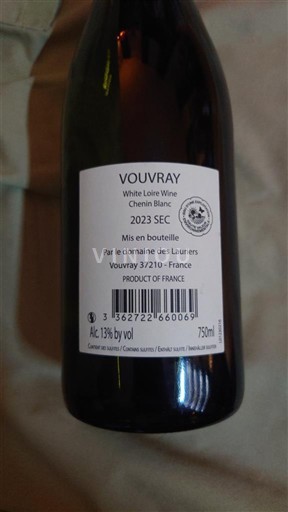 VOUVRAY
White Loire Wine
Chenin Blanc
2023 SEC
Mis en bouteille
Par le domaine des Lauriers
Vouvray 37210 - France
PRODUCT OF FRANCE
3 362722 660069
Alc. 13% by vol
750ml